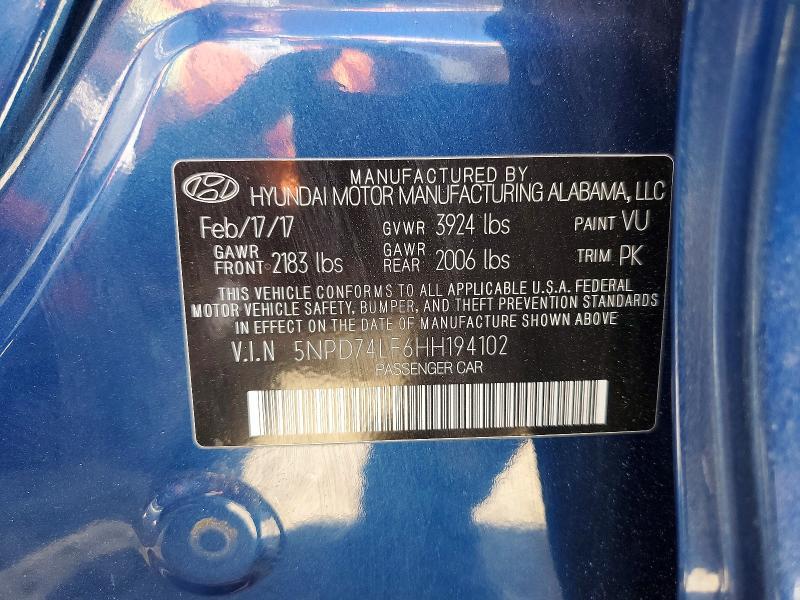 MANUFACTURED BY
HYUNDAI MOTOR MANUFACTURING ALABAMA, LLC
Feb/17/17 GVWR 3924 lbs PAINT VU
GAWR FRONT 2183 lbs GAWR REAR 2006 lbs TRIM PK
THIS VEHICLE CONFORMS TO ALL APPLICABLE U.S.A. FEDERAL
MOTOR VEHICLE SAFETY, BUMPER, AND THEFT PREVENTION STANDARDS
IN EFFECT ON THE DATE OF MANUFACTURE SHOWN ABOVE
V.I.N 5NPD74LF6HH194102
PASSENGER CAR